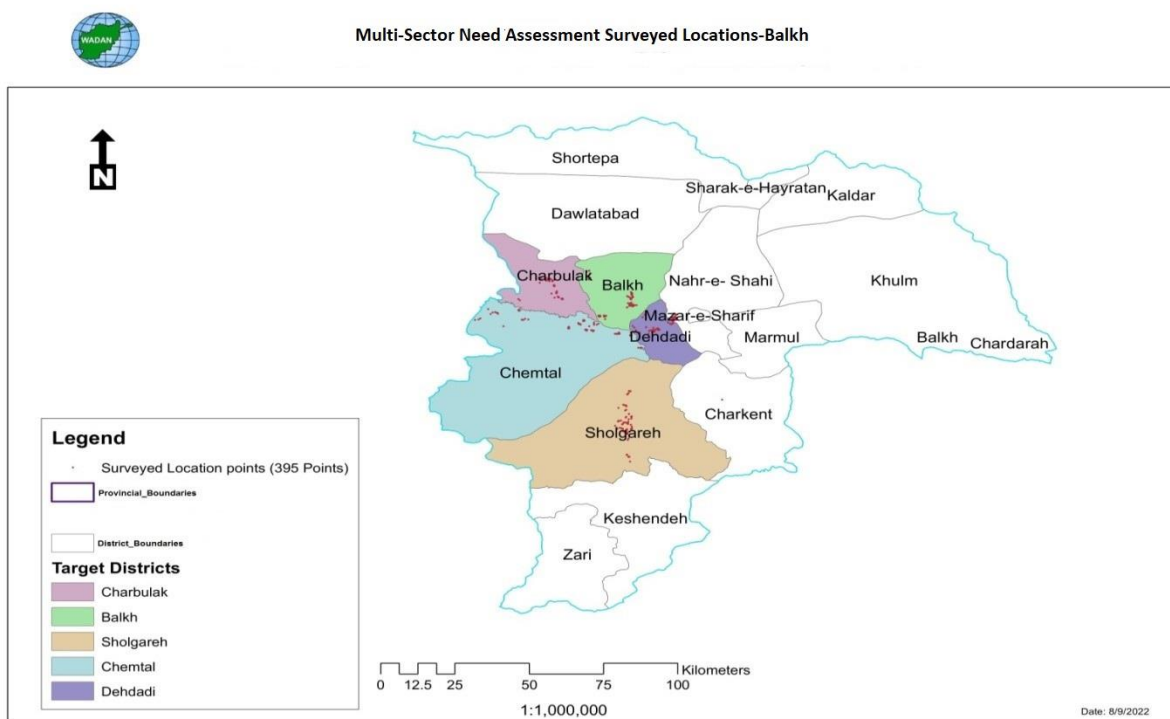 WADAN
Multi-Sector Need Assessment Surveyed Locations-Balkh
N
Shortepa
Sharak-e-Hayratan
Kaldar
Dawlatabad
Charbulak
Balkh
Nahr-e- Shahi
Khulm
Mazar-e-Sharif
Dehdadi
Marmul
Balkh
Chardarah
Chemtal
Charkent
Sholgareh
Keshendeh
Zari
Legend
Surveyed Location points (395 Points)
Provincial_Boundaries
District_Boundaries
Target Districts
Charbulak
Balkh
Sholgareh
Chemtal
Dehdadi
Kilometers
0 12.5 25 50 75 100
1:1,000,000
Date: 8/9/2022